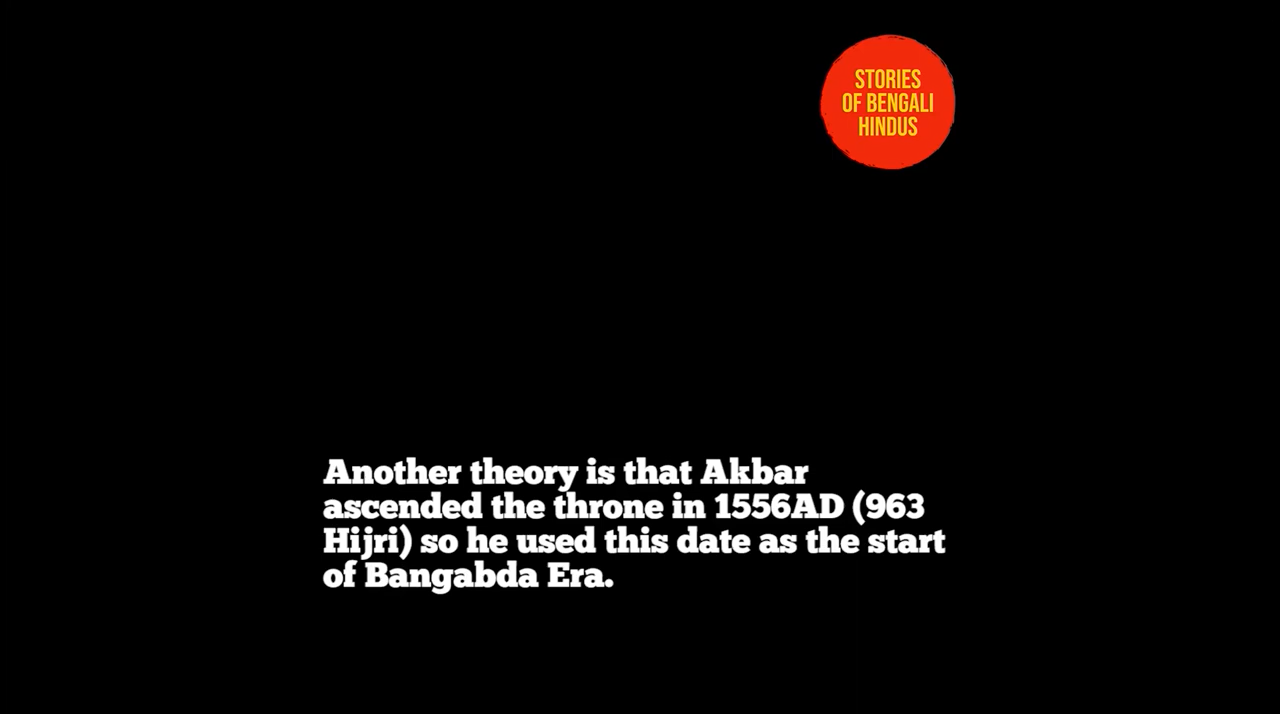 STORIES
OF BENGALI
HINDUS
Another theory is that Akbar
ascended the throne in 1556AD (963
Hijri) so he used this date as the start
of Bangabda Era.